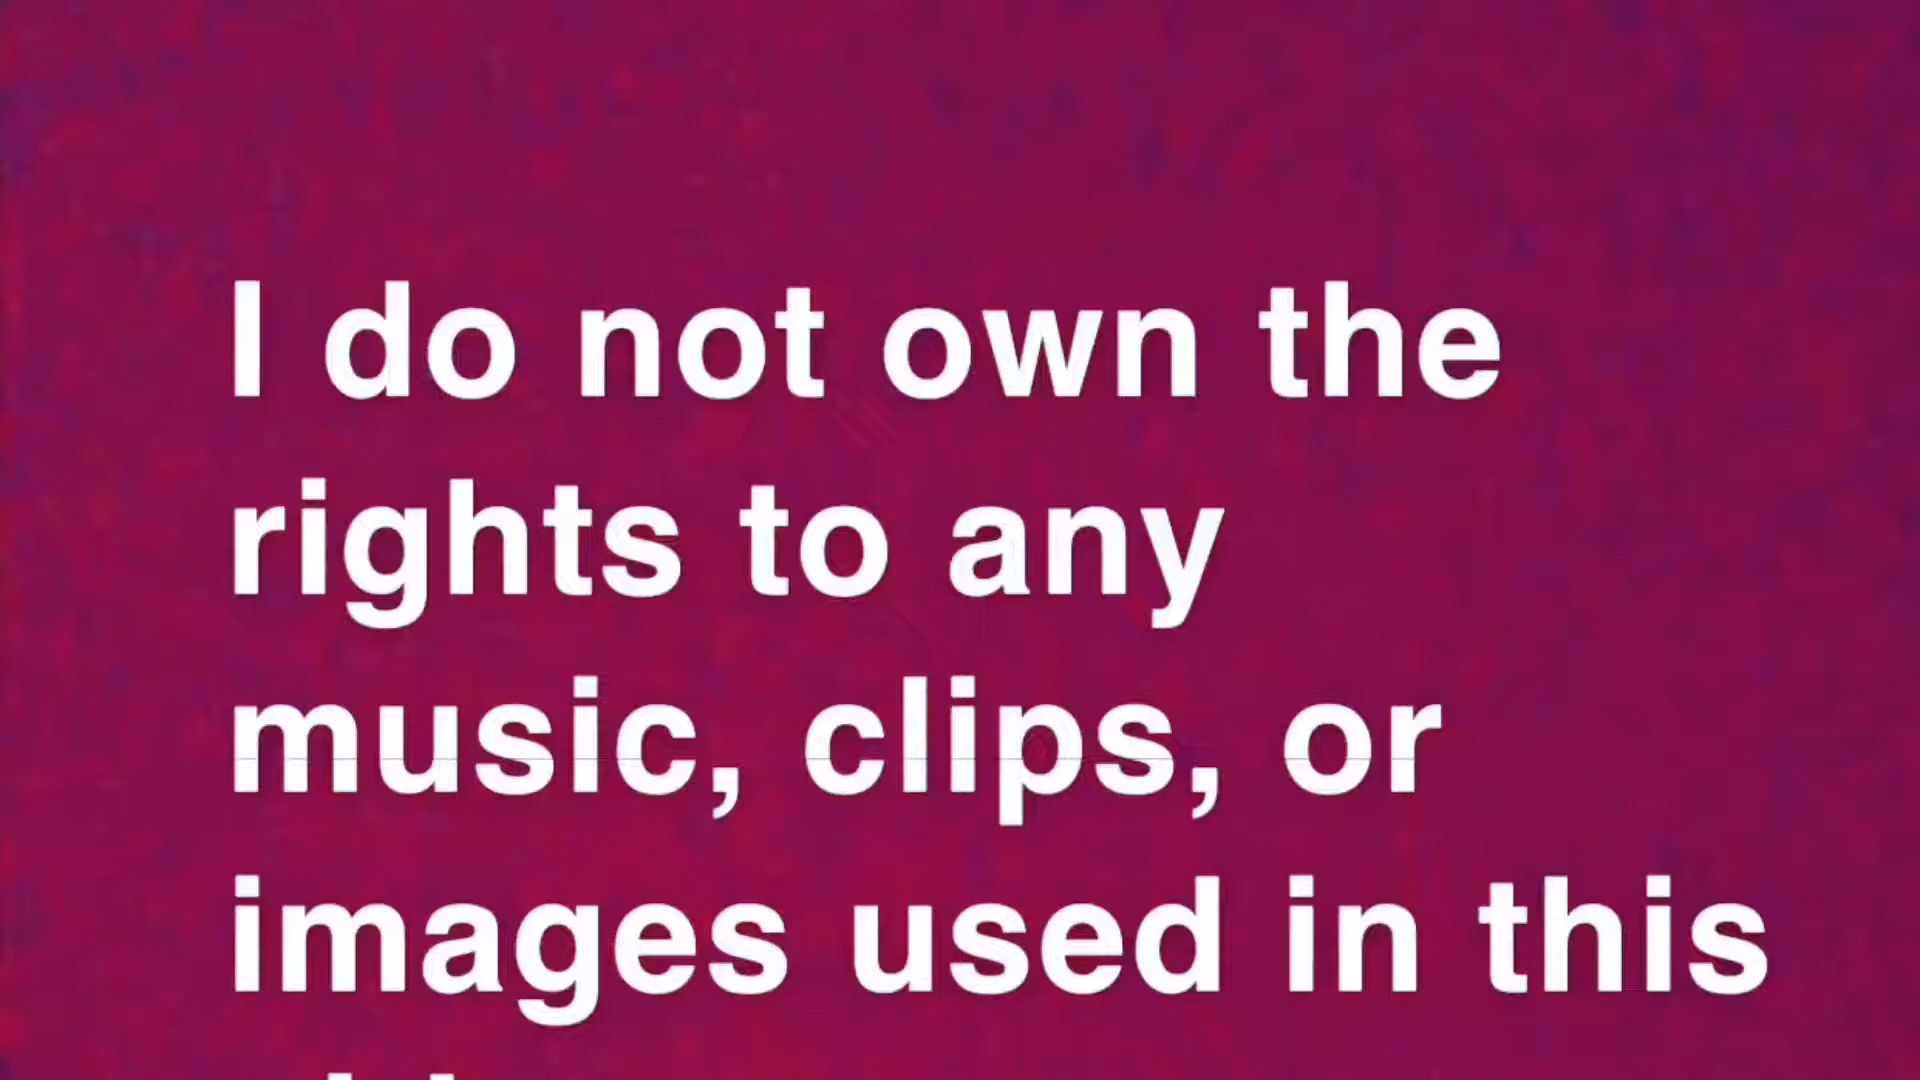 I do not own the
rights to any
music, clips, or
images used in this